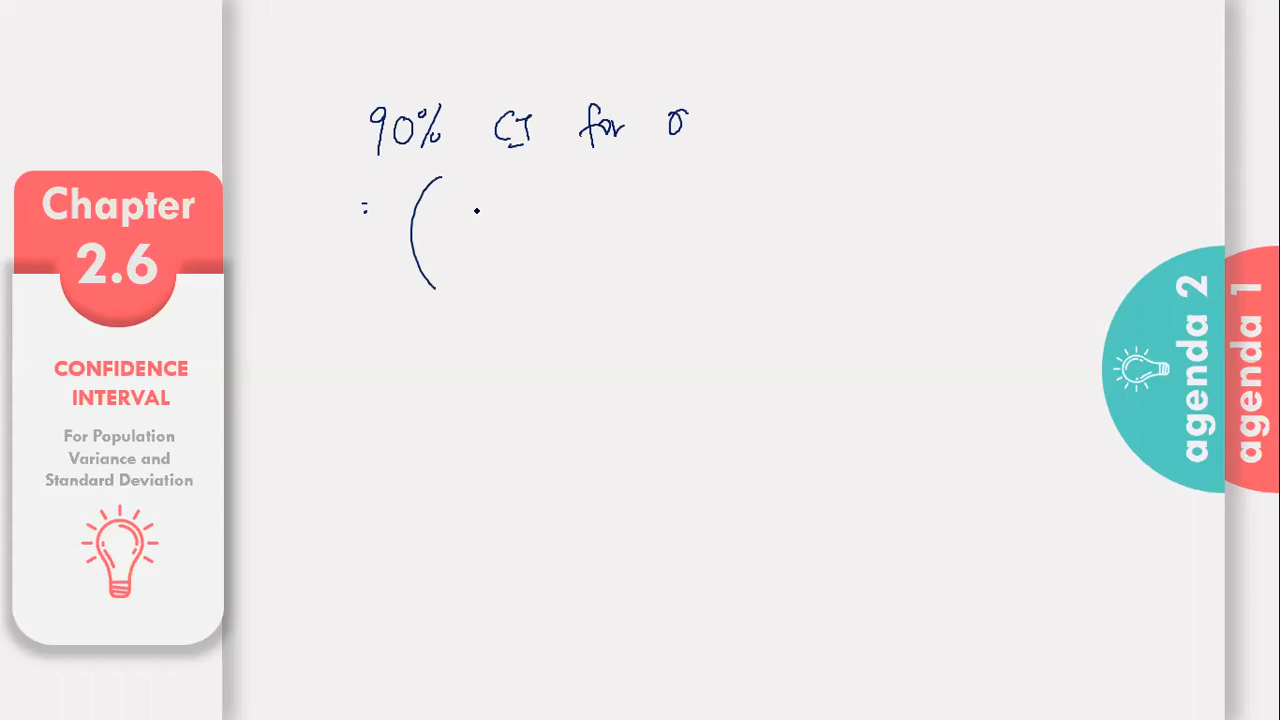 Chapter
2.6
CONFIDENCE
INTERVAL
For Population
Variance and
Standard Deviation
90% CI for σ
= (
agenda 2
agenda 1